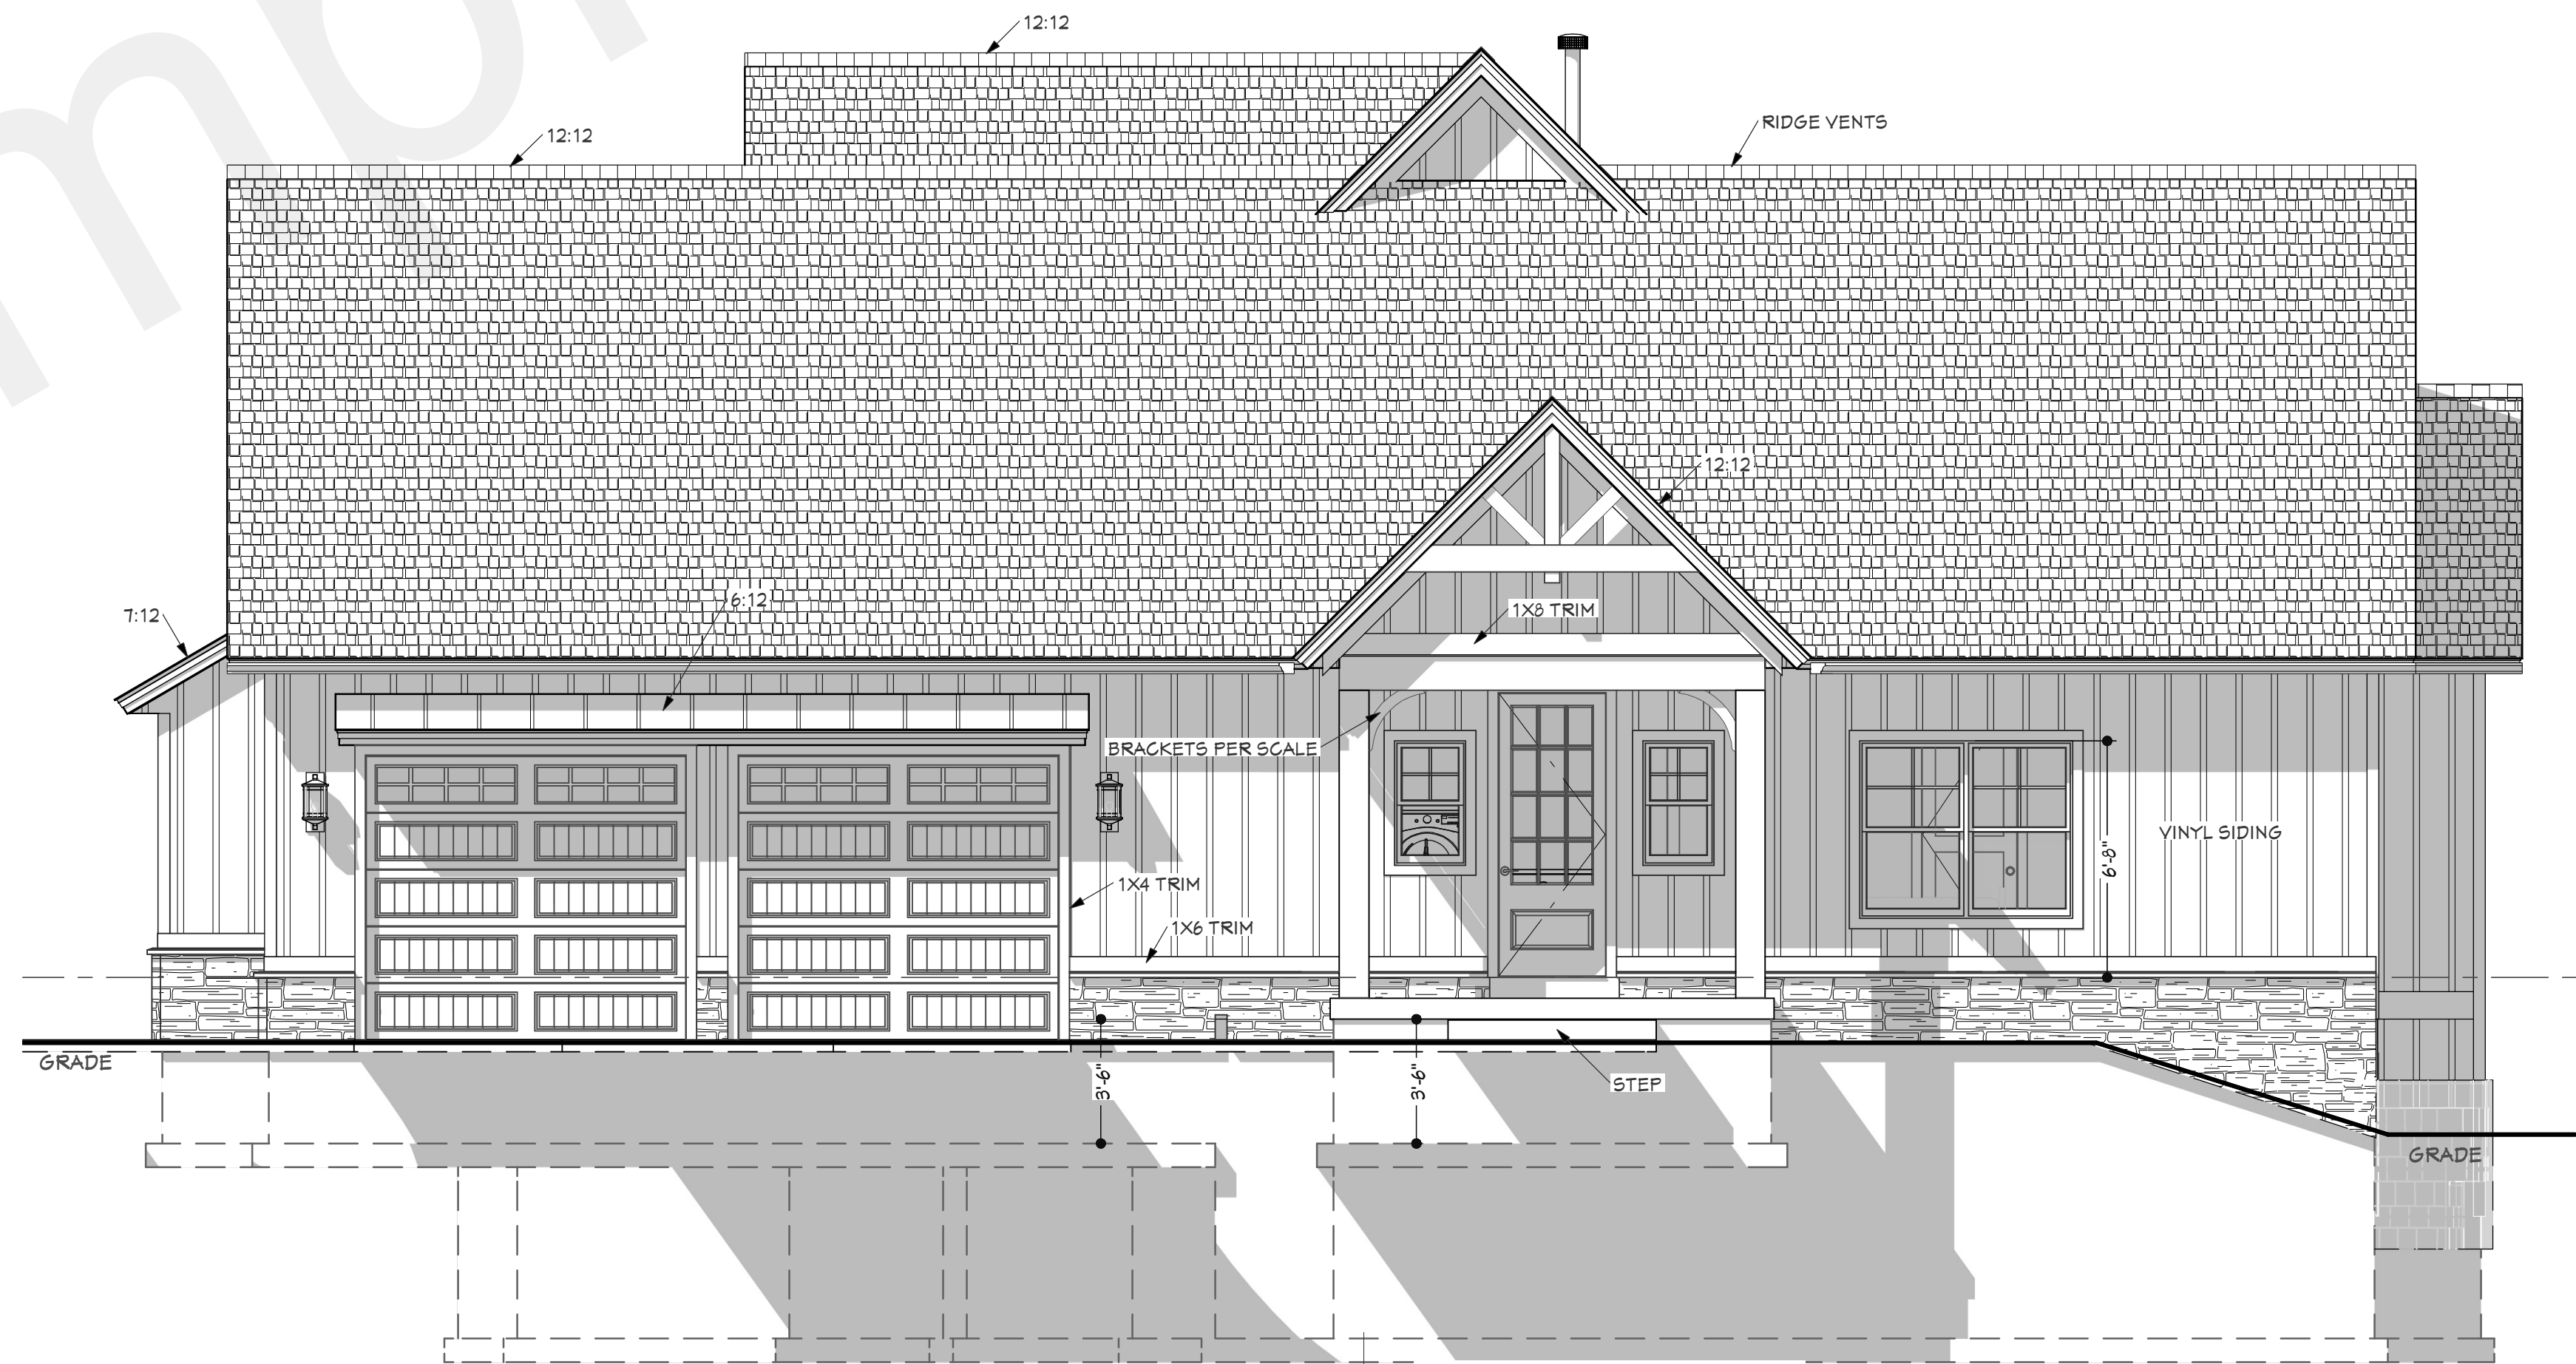 12:12
12:12
RIDGE VENTS
12:12
7:12
6:12
1X8 TRIM
BRACKETS PER SCALE
VINYL SIDING
6'-8"
1X4 TRIM
1X6 TRIM
GRADE
3'-6"
3'-6"
STEP
GRADE